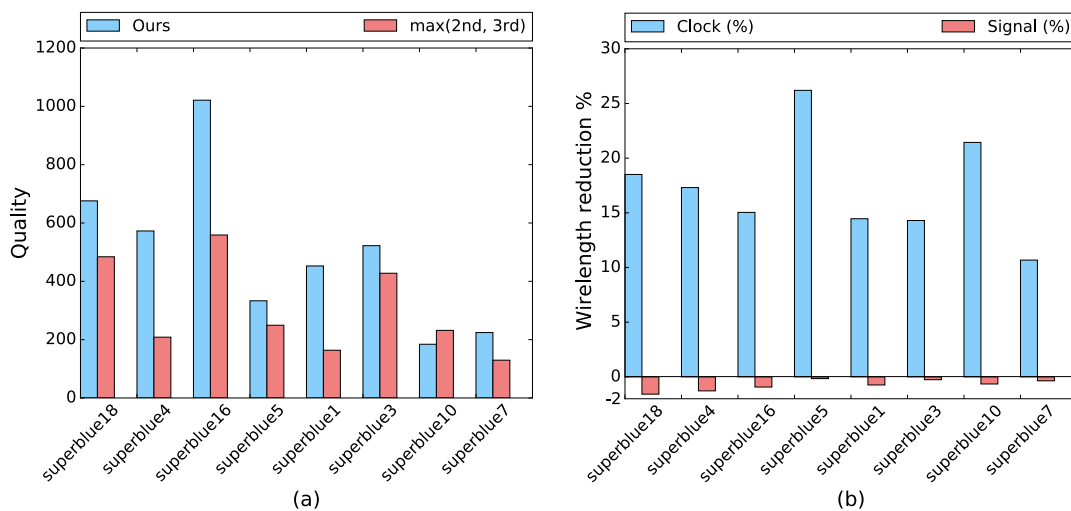 Ours max(2nd, 3rd)
1200
1000
800
600
400
200
0
Quality
superblue18 superblue4 superblue16 superblue5 superblue1 superblue3 superblue10 superblue7
(a)
Clock (%) Signal (%)
30
25
20
15
10
5
0
-2
Wirelength reduction %
superblue18 superblue4 superblue16 superblue5 superblue1 superblue3 superblue10 superblue7
(b)